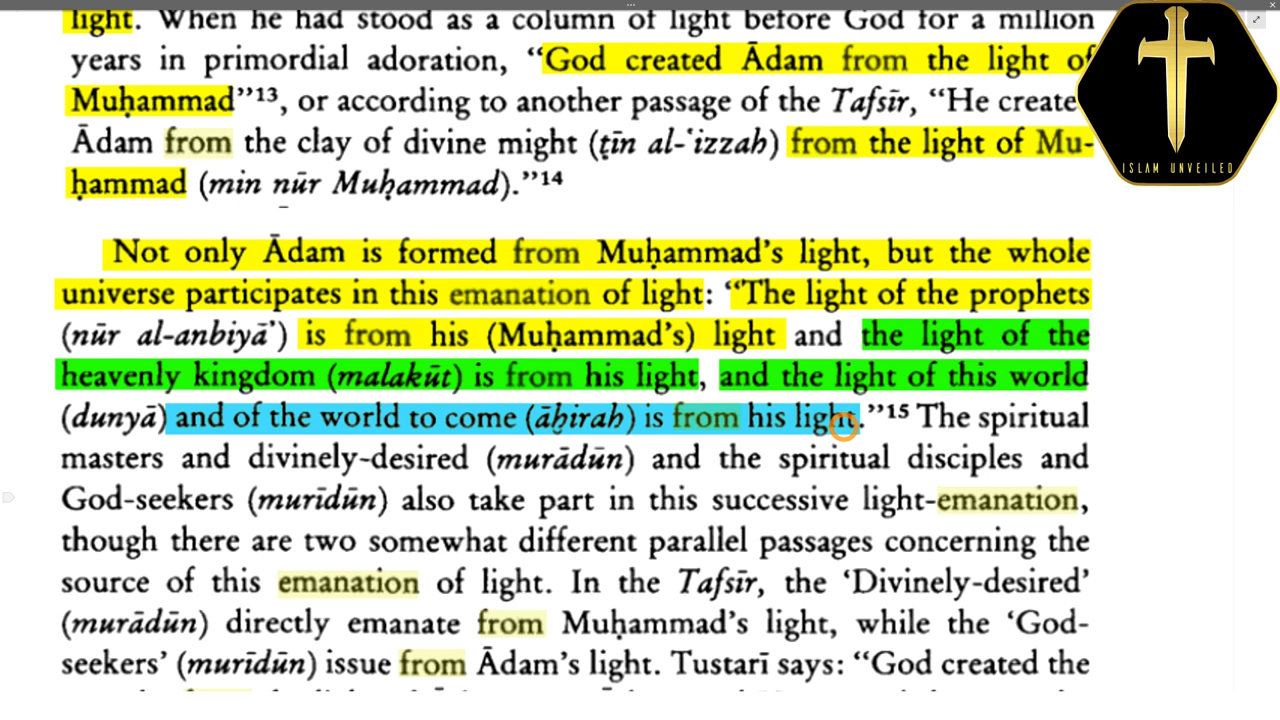 light. When he had stood as a column of light before God for a million
years in primordial adoration, “God created Ādam from the light of
Muḥammad”¹³, or according to another passage of the Tafsīr, “He create
Ādam from the clay of divine might (ṭīn al-ʿizzah) from the light of Mu-
ḥammad (min nūr Muḥammad).”¹⁴
ISLAM UNVEILED
Not only Ādam is formed from Muḥammad’s light, but the whole
universe participates in this emanation of light: “The light of the prophets
(nūr al-anbiyāʾ) is from his (Muḥammad’s) light and the light of the
heavenly kingdom (malakūt) is from his light, and the light of this world
(dunyā) and of the world to come (āḫirah) is from his light.”¹⁵ The spiritual
masters and divinely-desired (murādūn) and the spiritual disciples and
God-seekers (murīdūn) also take part in this successive light-emanation,
though there are two somewhat different parallel passages concerning the
source of this emanation of light. In the Tafsīr, the ‘Divinely-desired’
(murādūn) directly emanate from Muḥammad’s light, while the ‘God-
seekers’ (murīdūn) issue from Ādam’s light. Tustarī says: “God created the